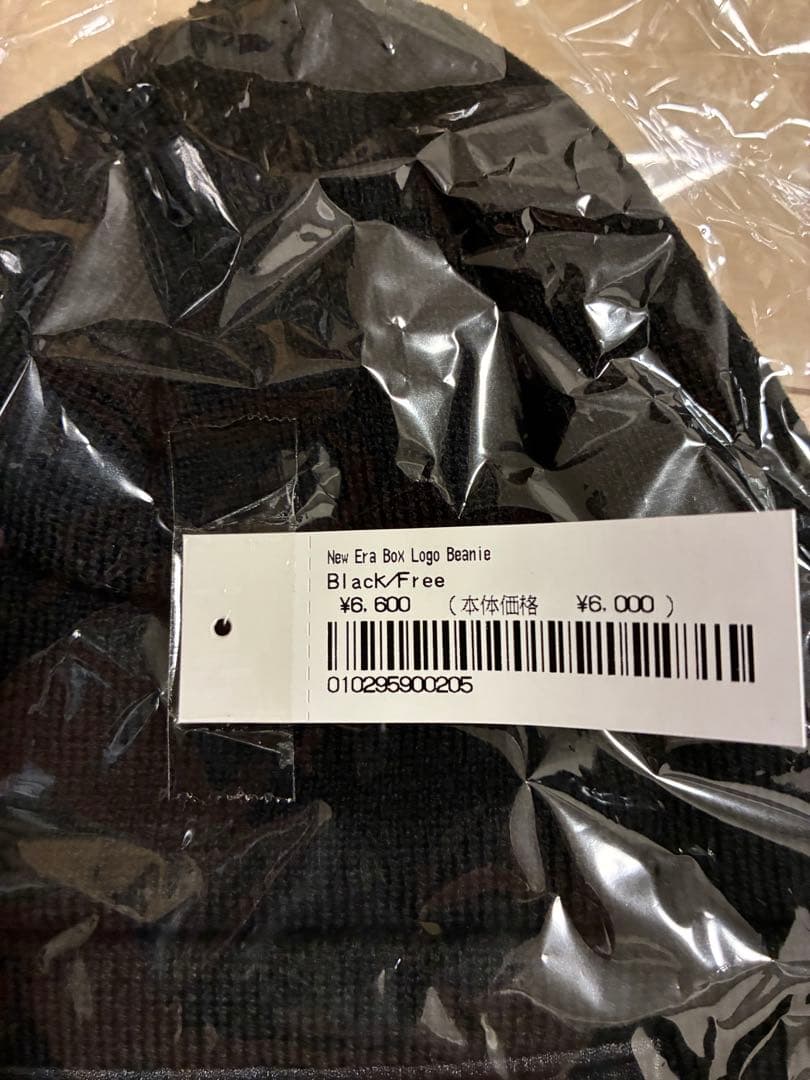 New Era Box Logo Beanie
Black/Free
¥6,600 (本体価格 ¥6,000 )
010295900205